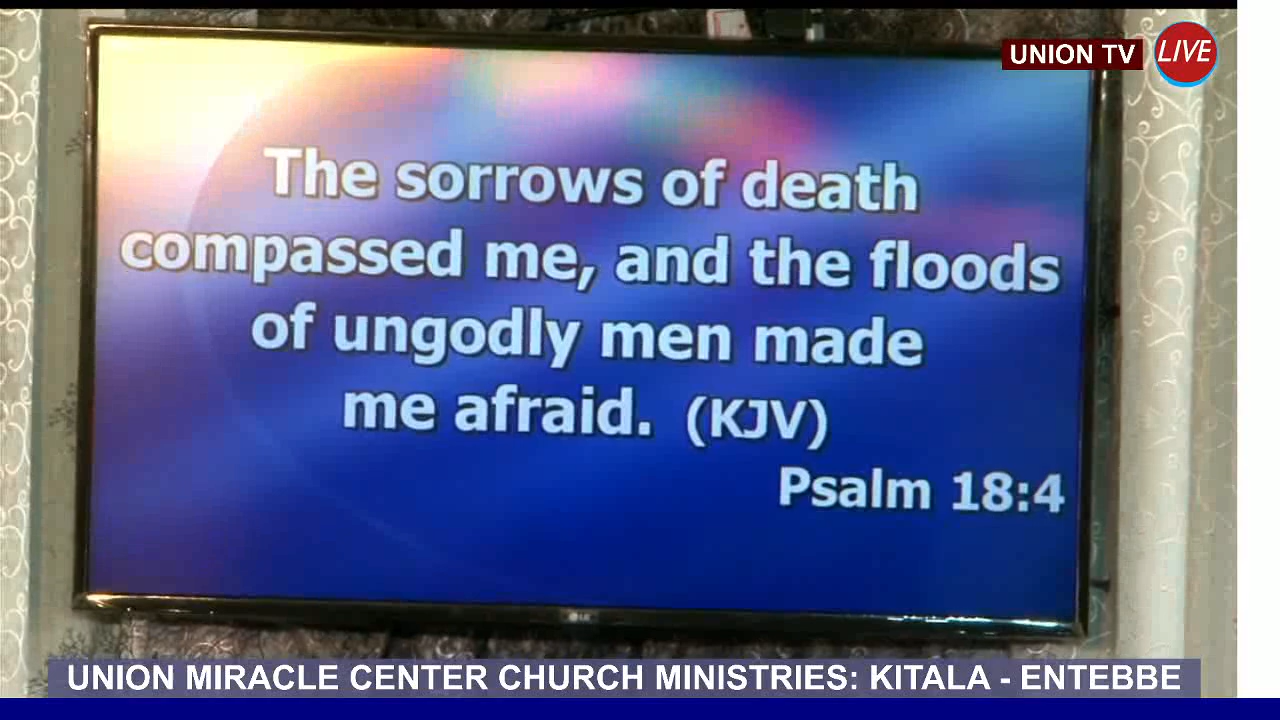 UNION TV LIVE
The sorrows of death
compassed me, and the floods
of ungodly men made
me afraid. (KJV)
Psalm 18:4
LG
UNION MIRACLE CENTER CHURCH MINISTRIES: KITALA - ENTEBBE